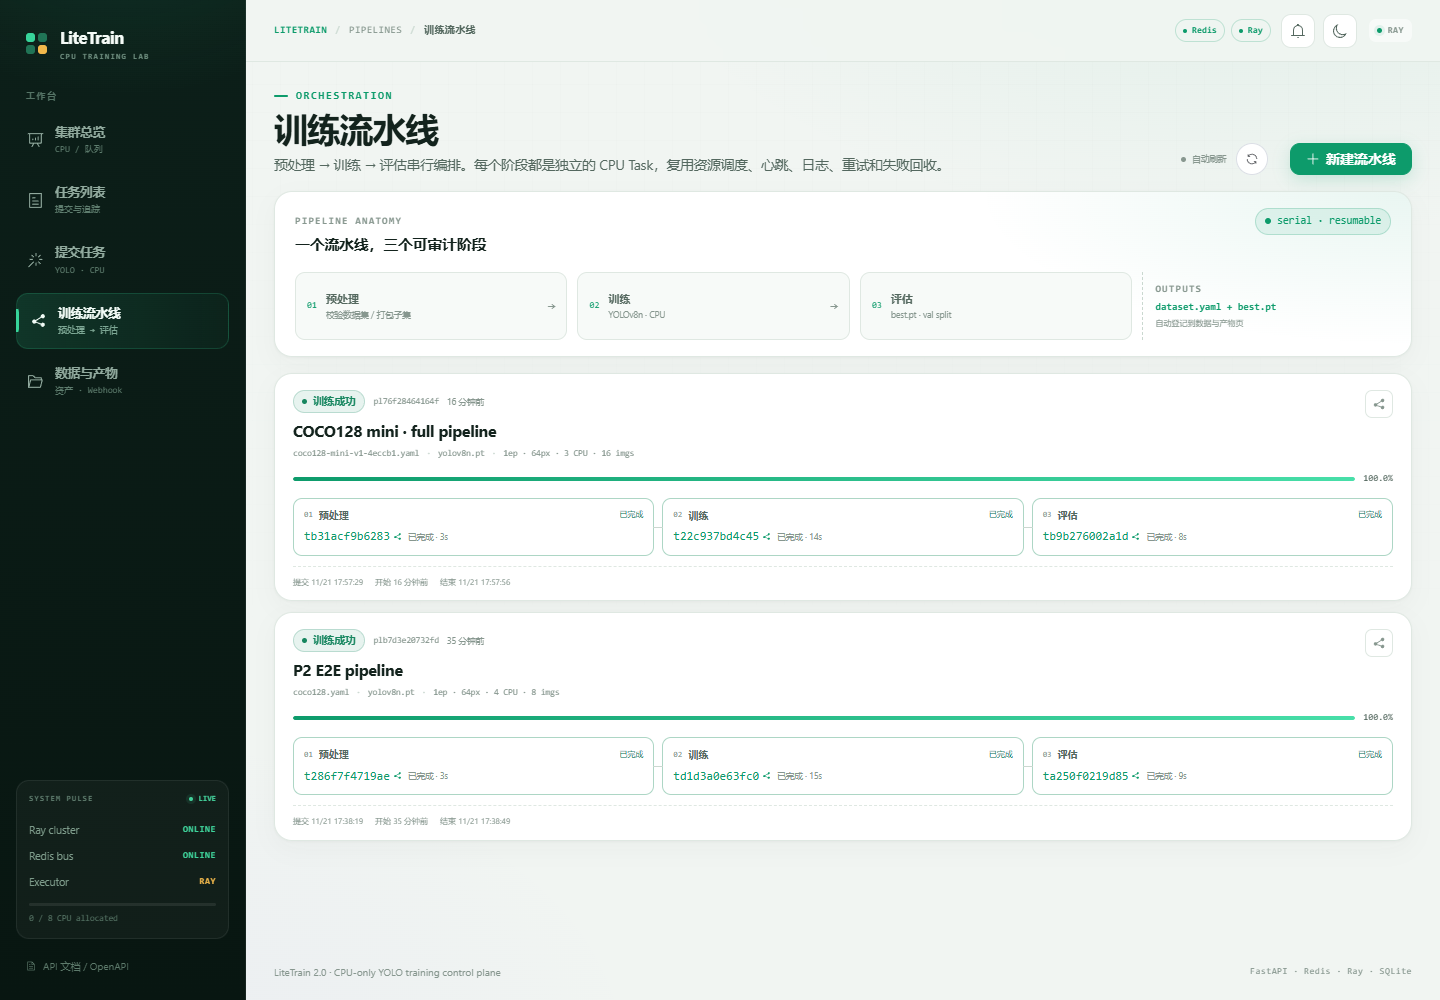 LiteTrain
CPU TRAINING LAB
工作台
集群总览
CPU / 队列
任务列表
提交与追踪
提交任务
YOLO · CPU
训练流水线
预处理 → 评估
数据与产物
资产 · Webhook
SYSTEM PULSE
LIVE
Ray cluster ONLINE
Redis bus ONLINE
Executor RAY
0 / 8 CPU allocated
API 文档 / OpenAPI
LITETRAIN / PIPELINES / 训练流水线
Redis
Ray
RAY
ORCHESTRATION
训练流水线
预处理 → 训练 → 评估串行编排。每个阶段都是独立的 CPU Task，复用资源调度、心跳、日志、重试和失败回收。
自动刷新
新建流水线
PIPELINE ANATOMY
serial · resumable
一个流水线，三个可审计阶段
01 预处理 →
校验数据集 / 打包子集
02 训练 →
YOLOv8n · CPU
03 评估
best.pt · val split
OUTPUTS
dataset.yaml + best.pt
自动登记到数据与产物页
训练成功 pl76f28464164f 16 分钟前
COCO128 mini · full pipeline
coco128-mini-v1-4eccb1.yaml · yolov8n.pt · 1ep · 64px · 3 CPU · 16 imgs
100.0%
01 预处理 已完成
tb31acf9b6283 已完成 · 3s
02 训练 已完成
t22c937bd4c45 已完成 · 14s
03 评估 已完成
tb9b276002a1d 已完成 · 8s
提交 11/21 17:57:29 开始 16 分钟前 结束 11/21 17:57:56
训练成功 plb7d3e20732fd 35 分钟前
P2 E2E pipeline
coco128.yaml · yolov8n.pt · 1ep · 64px · 4 CPU · 8 imgs
100.0%
01 预处理 已完成
t286f7f4719ae 已完成 · 3s
02 训练 已完成
td1d3a0e63fc0 已完成 · 15s
03 评估 已完成
ta250f0219d85 已完成 · 9s
提交 11/21 17:38:19 开始 35 分钟前 结束 11/21 17:38:49
LiteTrain 2.0 · CPU-only YOLO training control plane
FastAPI · Redis · Ray · SQLite